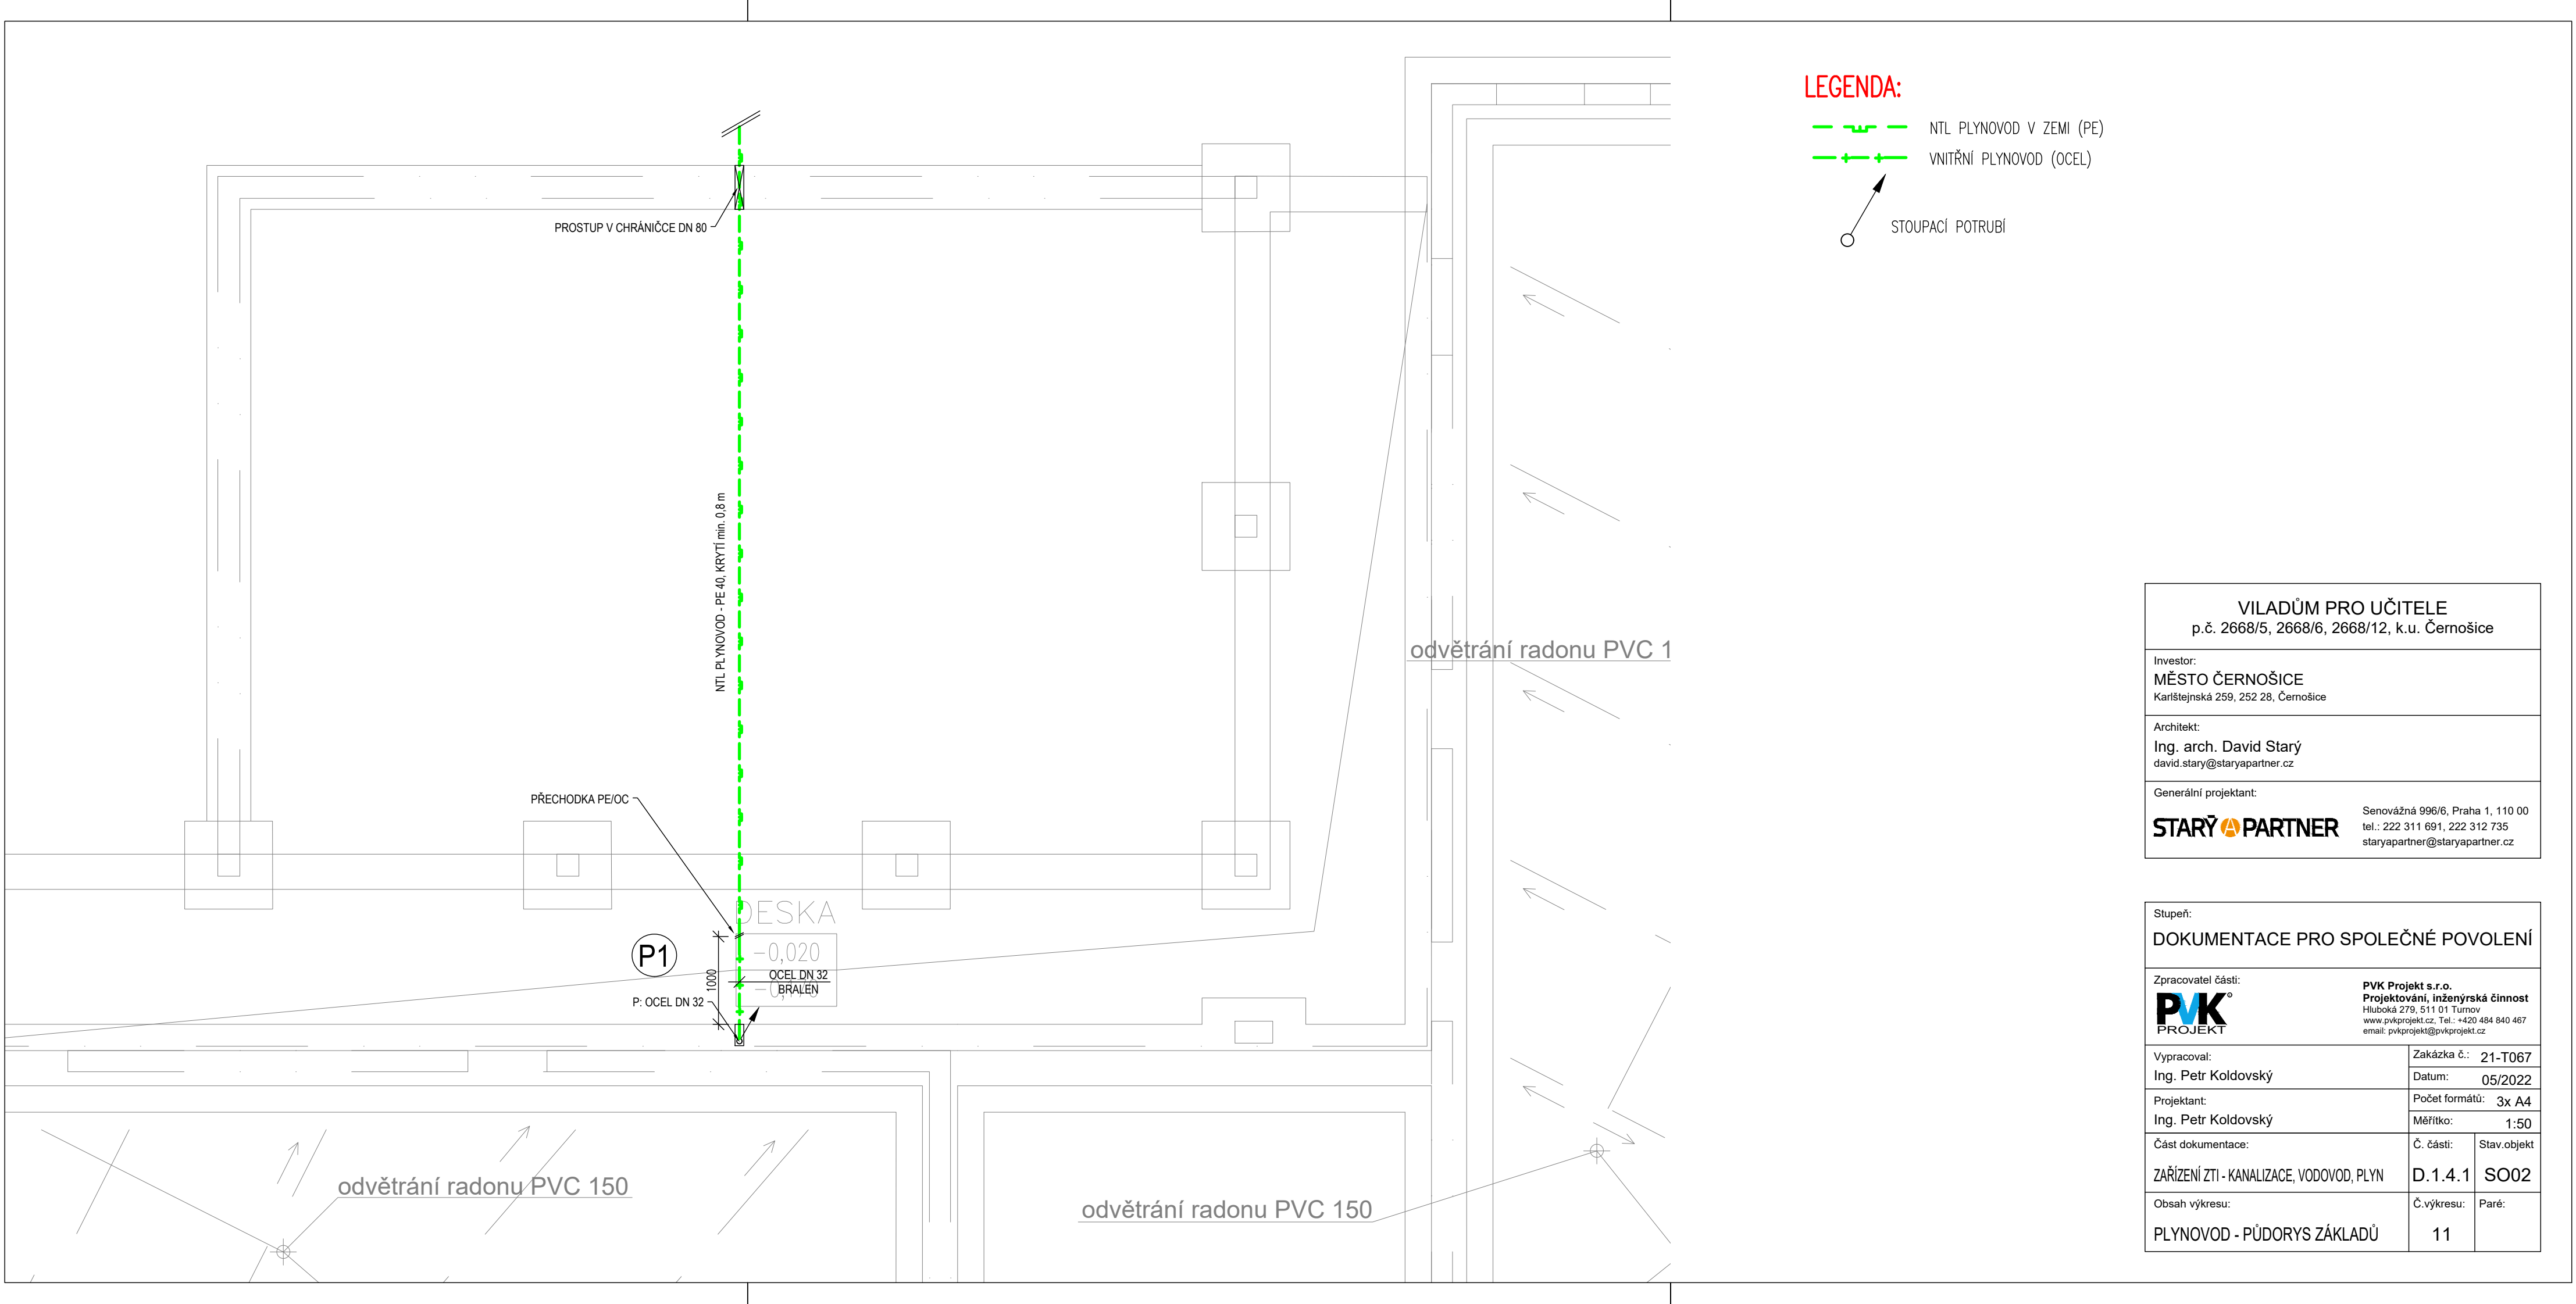 LEGENDA:
NTL PLYNOVOD V ZEMI (PE)
VNITŘNÍ PLYNOVOD (OCEL)
STOUPACÍ POTRUBÍ
PROSTUP V CHRÁNIČCE DN 80
NTL PLYNOVOD - PE 40, KRYTÍ min. 0,8 m
odvětrání radonu PVC 1
PŘECHODKA PE/OC
DESKA
P1
-0,020
1000
OCEL DN 32
BRALEN
P: OCEL DN 32
odvětrání radonu PVC 150
odvětrání radonu PVC 150
VILADŮM PRO UČITELE
p.č. 2668/5, 2668/6, 2668/12, k.u. Černošice
Investor:
MĚSTO ČERNOŠICE
Karlštejnská 259, 252 28, Černošice
Architekt:
Ing. arch. David Starý
david.stary@staryapartner.cz
Generální projektant:
STARÝ A PARTNER
Senovážná 996/6, Praha 1, 110 00
tel.: 222 311 691, 222 312 735
staryapartner@staryapartner.cz
Stupeň:
DOKUMENTACE PRO SPOLEČNÉ POVOLENÍ
Zpracovatel části:
PVK®
PROJEKT
PVK Projekt s.r.o.
Projektování, inženýrská činnost
Hluboká 279, 511 01 Turnov
www.pvkprojekt.cz, Tel.: +420 484 840 467
email: pvkprojekt@pvkprojekt.cz
Vypracoval:
Ing. Petr Koldovský
Zakázka č.: 21-T067
Datum: 05/2022
Projektant:
Ing. Petr Koldovský
Počet formátů: 3x A4
Měřítko: 1:50
Část dokumentace:
ZAŘÍZENÍ ZTI - KANALIZACE, VODOVOD, PLYN
Č. části:
D.1.4.1
Stav.objekt
SO02
Obsah výkresu:
PLYNOVOD - PŮDORYS ZÁKLADŮ
Č.výkresu:
11
Paré: